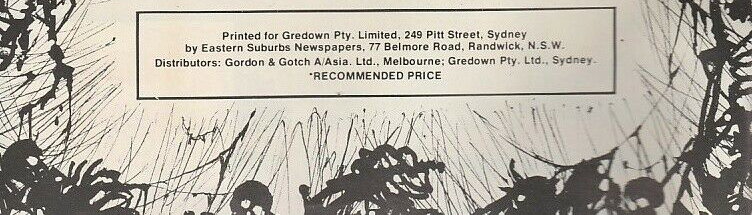 Printed for Gredown Pty. Limited, 249 Pitt Street, Sydney
by Eastern Suburbs Newspapers, 77 Belmore Road, Randwick, N.S.W.
Distributors: Gordon & Gotch A/Asia. Ltd., Melbourne; Gredown Pty. Ltd., Sydney.
*RECOMMENDED PRICE